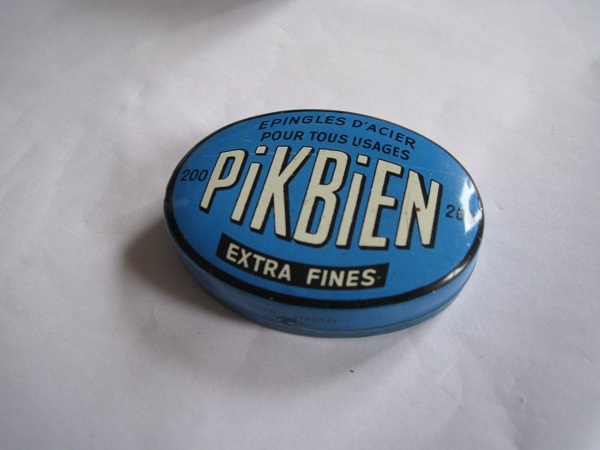 EPINGLES D'ACIER
POUR TOUS USAGES
200 PiKBiEN
EXTRA FINES